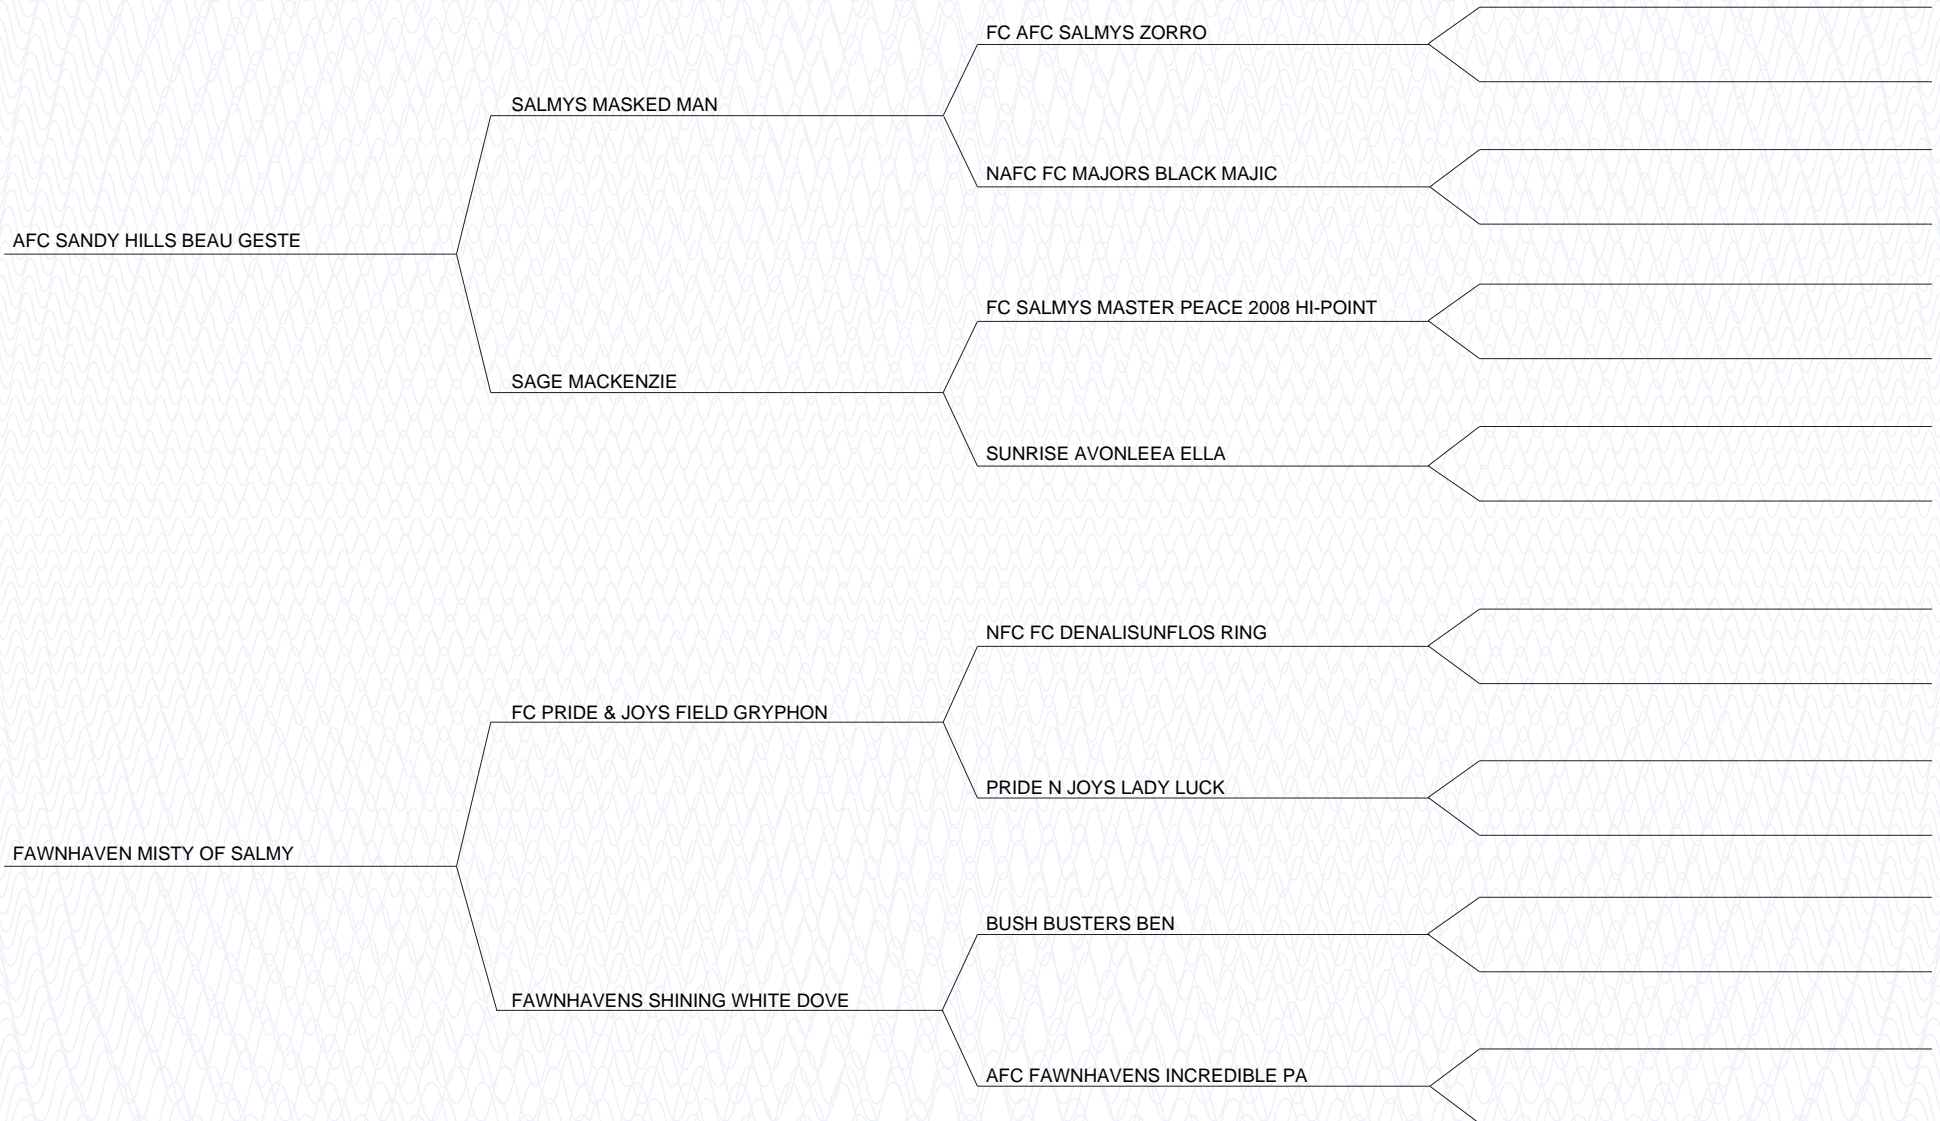 FC AFC SALMYS ZORRO
SALMYS MASKED MAN
NAFC FC MAJORS BLACK MAJIC
AFC SANDY HILLS BEAU GESTE
FC SALMYS MASTER PEACE 2008 HI-POINT
SAGE MACKENZIE
SUNRISE AVONLEEA ELLA
NFC FC DENALISUNFLOS RING
FC PRIDE & JOYS FIELD GRYPHON
PRIDE N JOYS LADY LUCK
FAWNHAVEN MISTY OF SALMY
BUSH BUSTERS BEN
FAWNHAVENS SHINING WHITE DOVE
AFC FAWNHAVENS INCREDIBLE PA